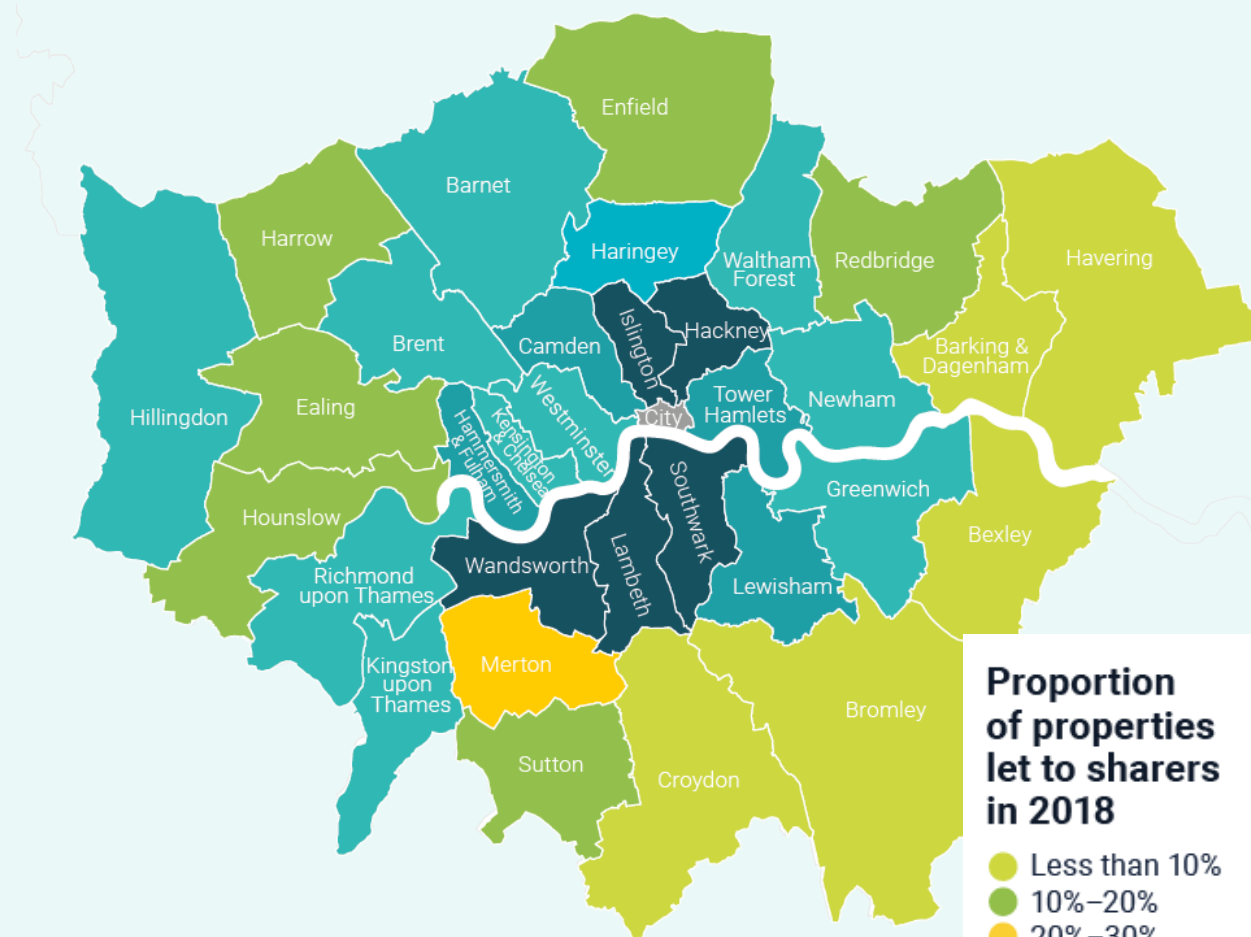 Enfield
Barnet
Harrow
Haringey
Waltham
Forest
Redbridge
Havering
Islington
Hackney
Camden
Brent
Barking &
Dagenham
Tower
Hamlets
Newham
City
Westminster
Kensington
& Chelsea
Hammersmith
& Fulham
Ealing
Hillingdon
Hounslow
Southwark
Greenwich
Bexley
Wandsworth
Lambeth
Lewisham
Richmond
upon Thames
Kingston
upon
Thames
Merton
Bromley
Sutton
Croydon
Proportion
of properties
let to sharers
in 2018
Less than 10%
10%–20%
20%–30%